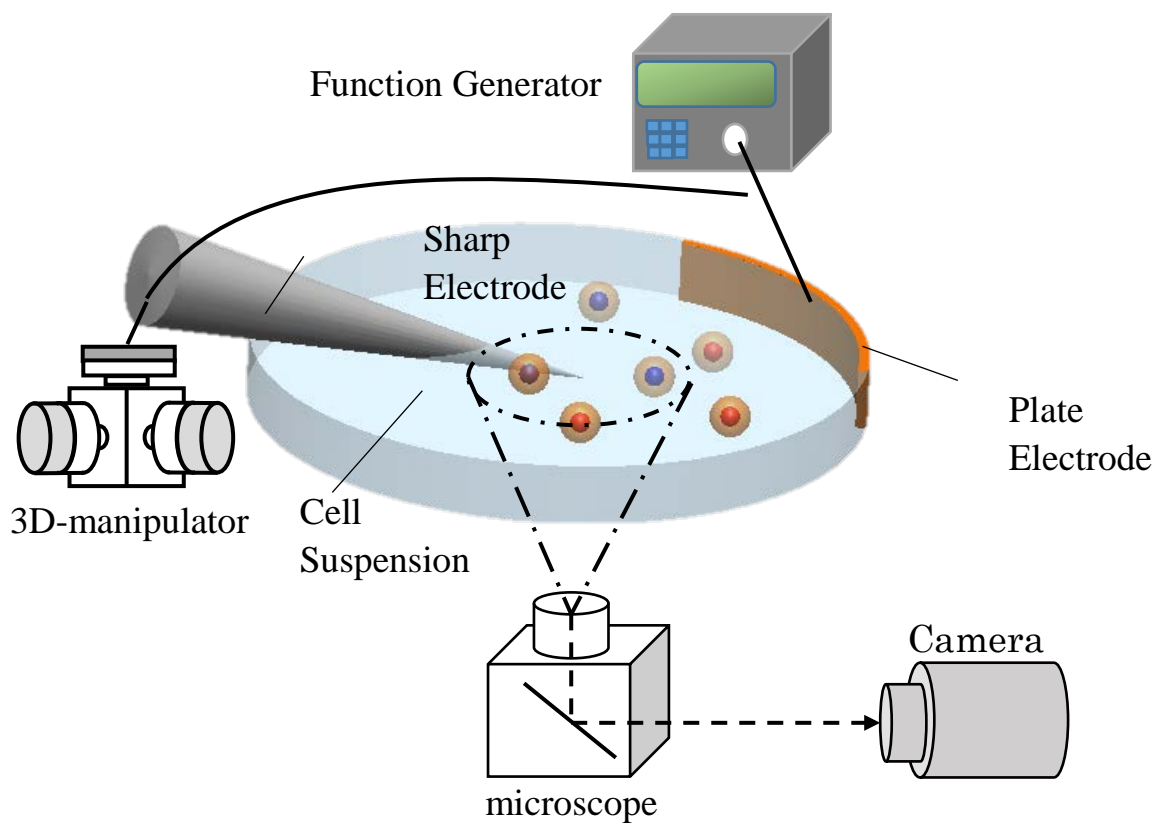 Function Generator
Sharp
Electrode
Plate
Electrode
3D-manipulator
Cell
Suspension
Camera
microscope